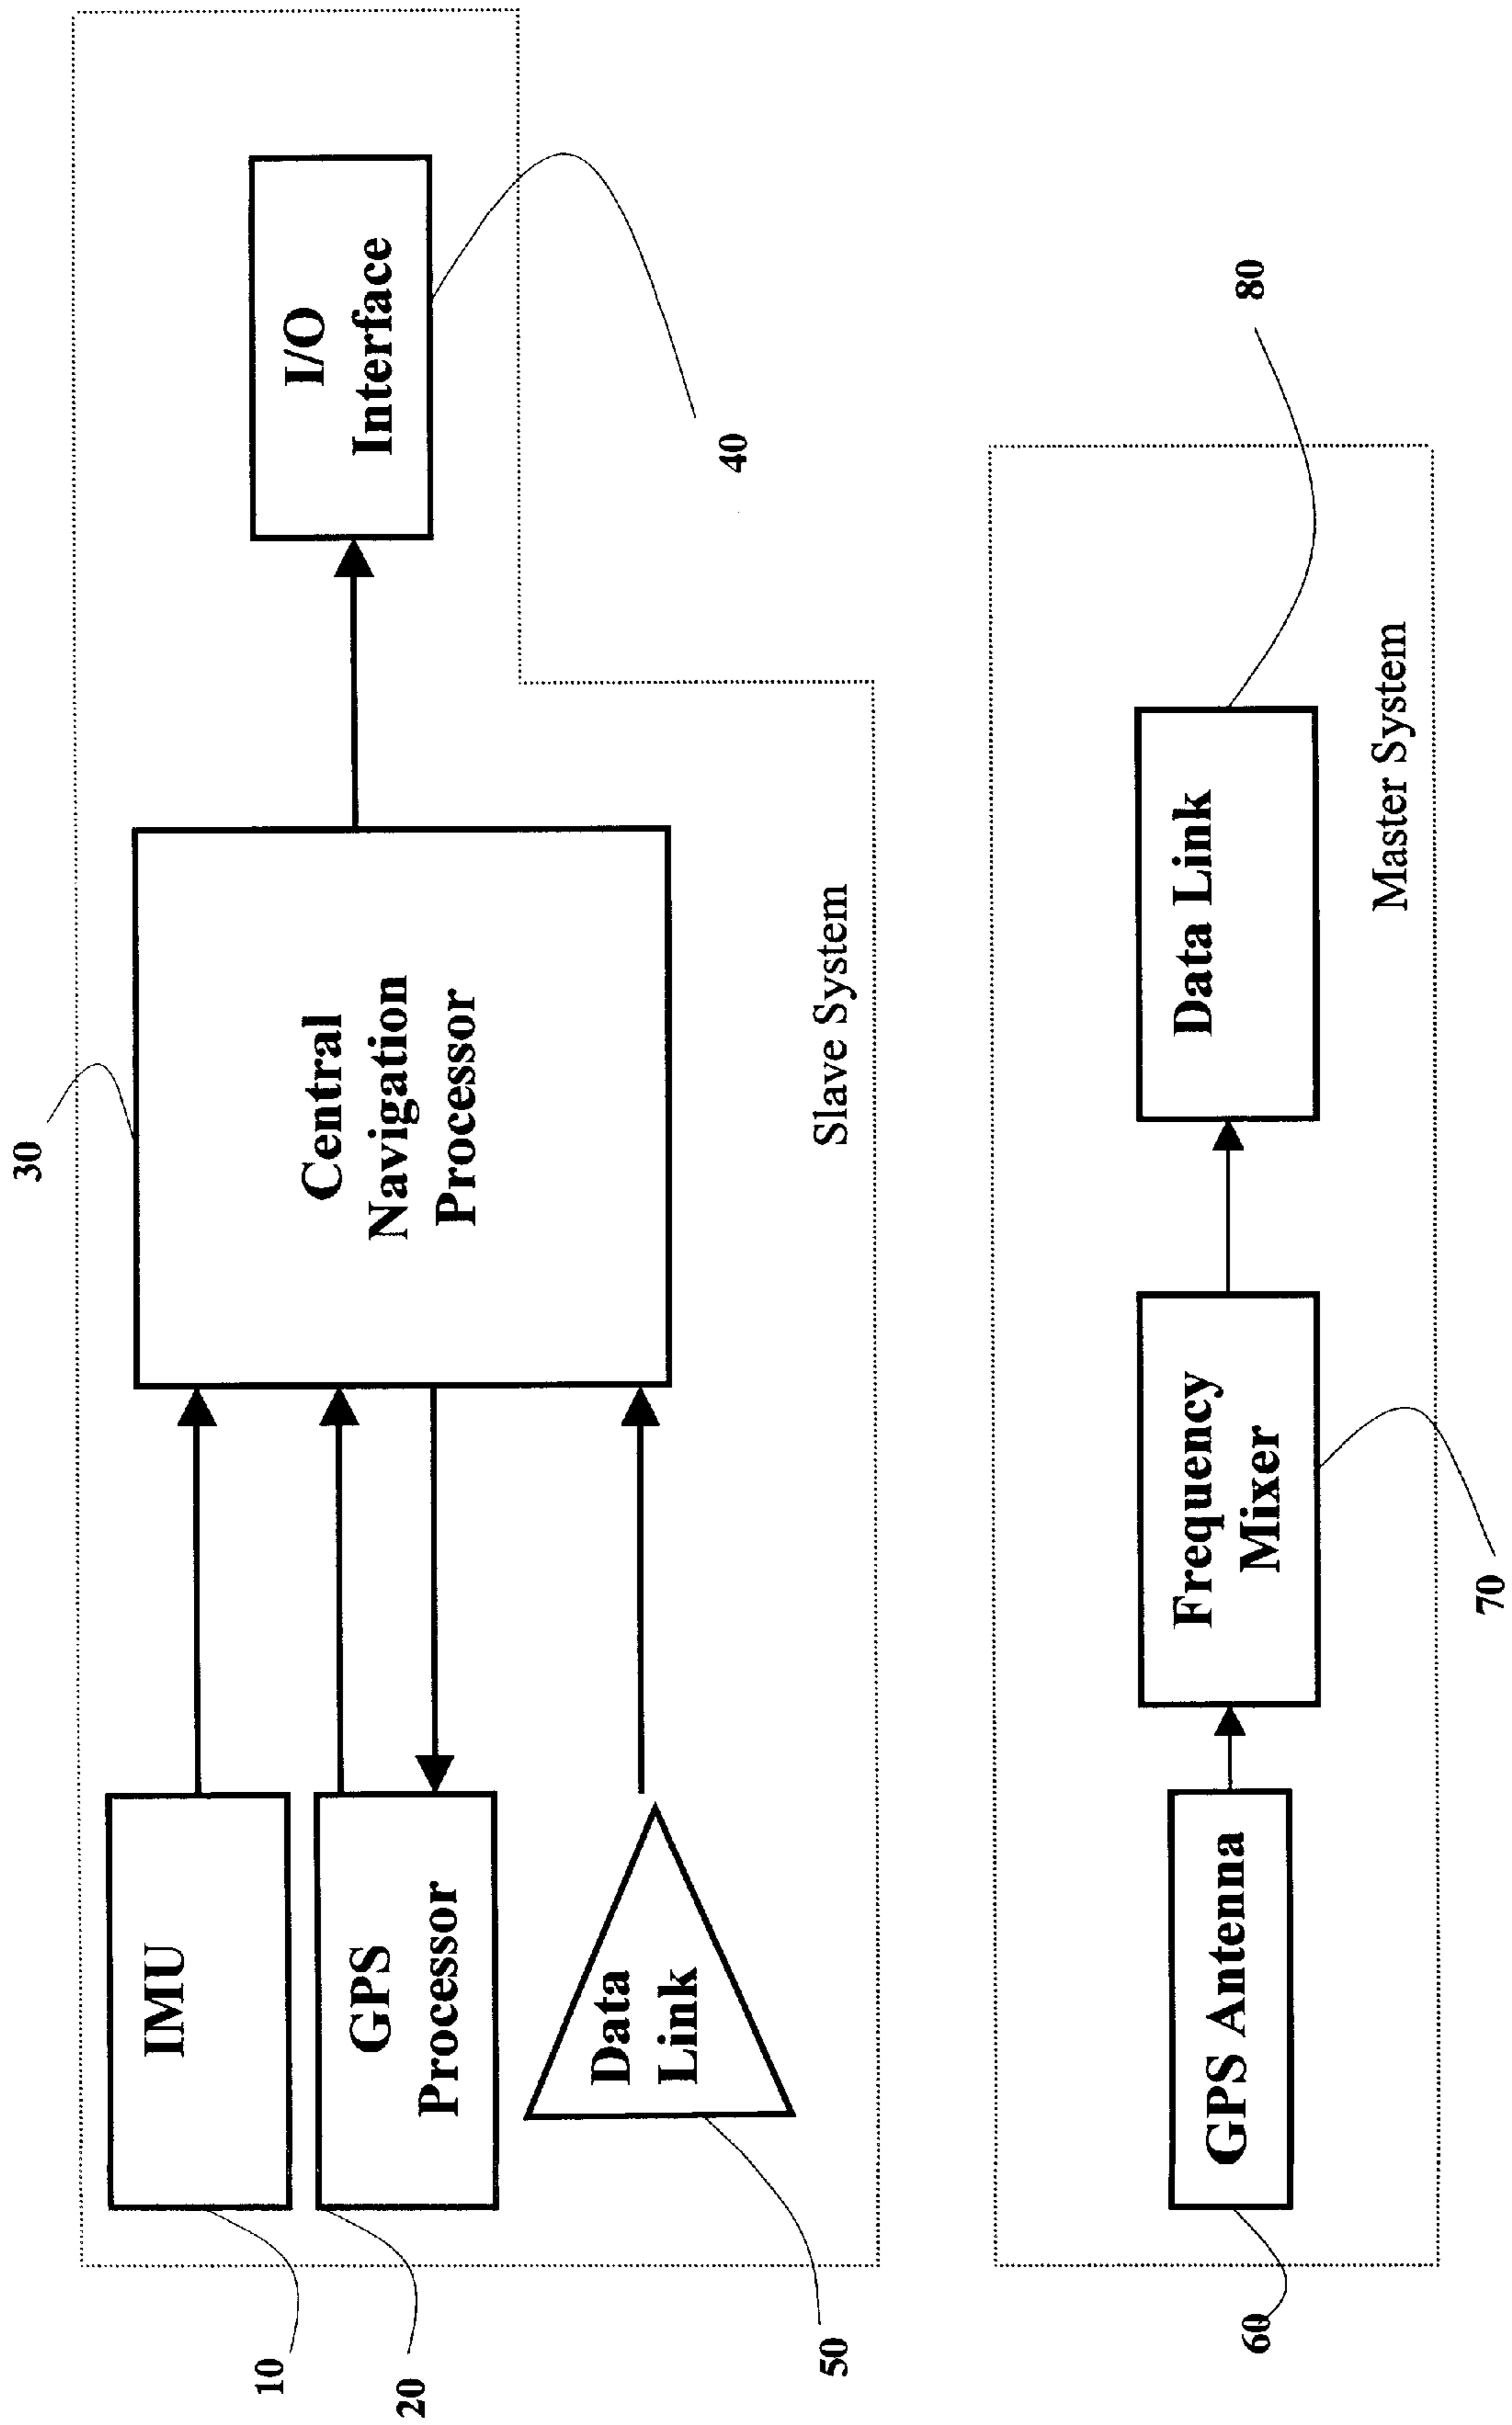 30
IMU
GPS
Processor
Data
Link
Central
Navigation
Processor
I/O
Interface
10
20
50
40
Slave System
80
GPS Antenna
Frequency
Mixer
Data Link
Master System
60
70